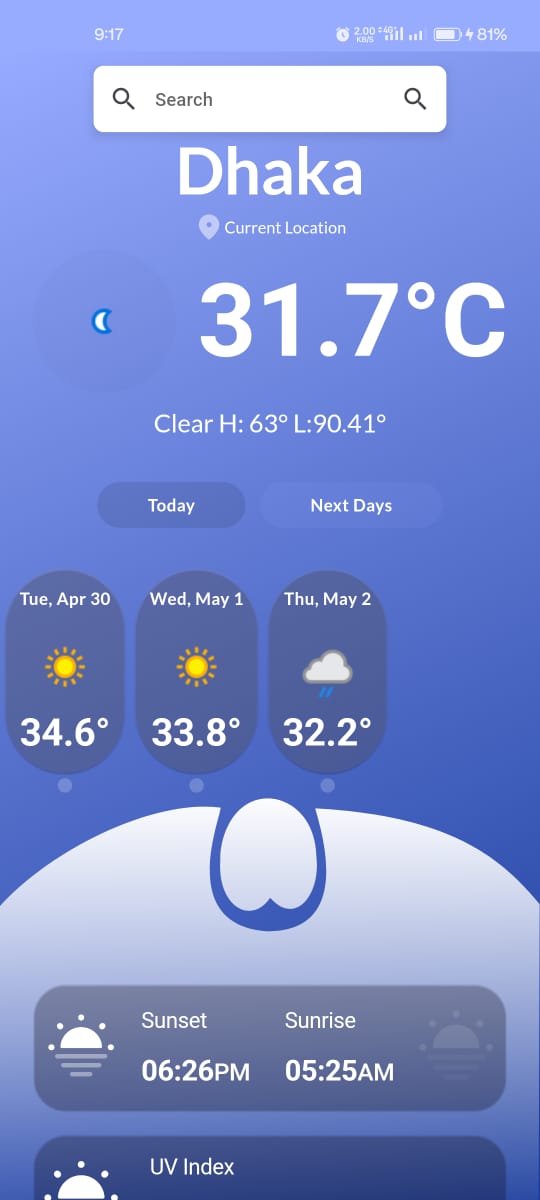 9:17 2.00 KB/S 4G 81%
Search
Dhaka
Current Location
31.7°C
Clear H: 63° L:90.41°
Today Next Days
Tue, Apr 30 Wed, May 1 Thu, May 2
34.6° 33.8° 32.2°
Sunset Sunrise
06:26PM 05:25AM
UV Index